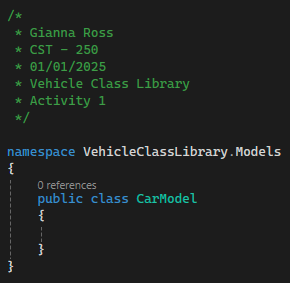 /*
 * Gianna Ross
 * CST - 250
 * 01/01/2025
 * Vehicle Class Library
 * Activity 1
 */
namespace VehicleClassLibrary.Models
{
0 references
public class CarModel
{
}
}